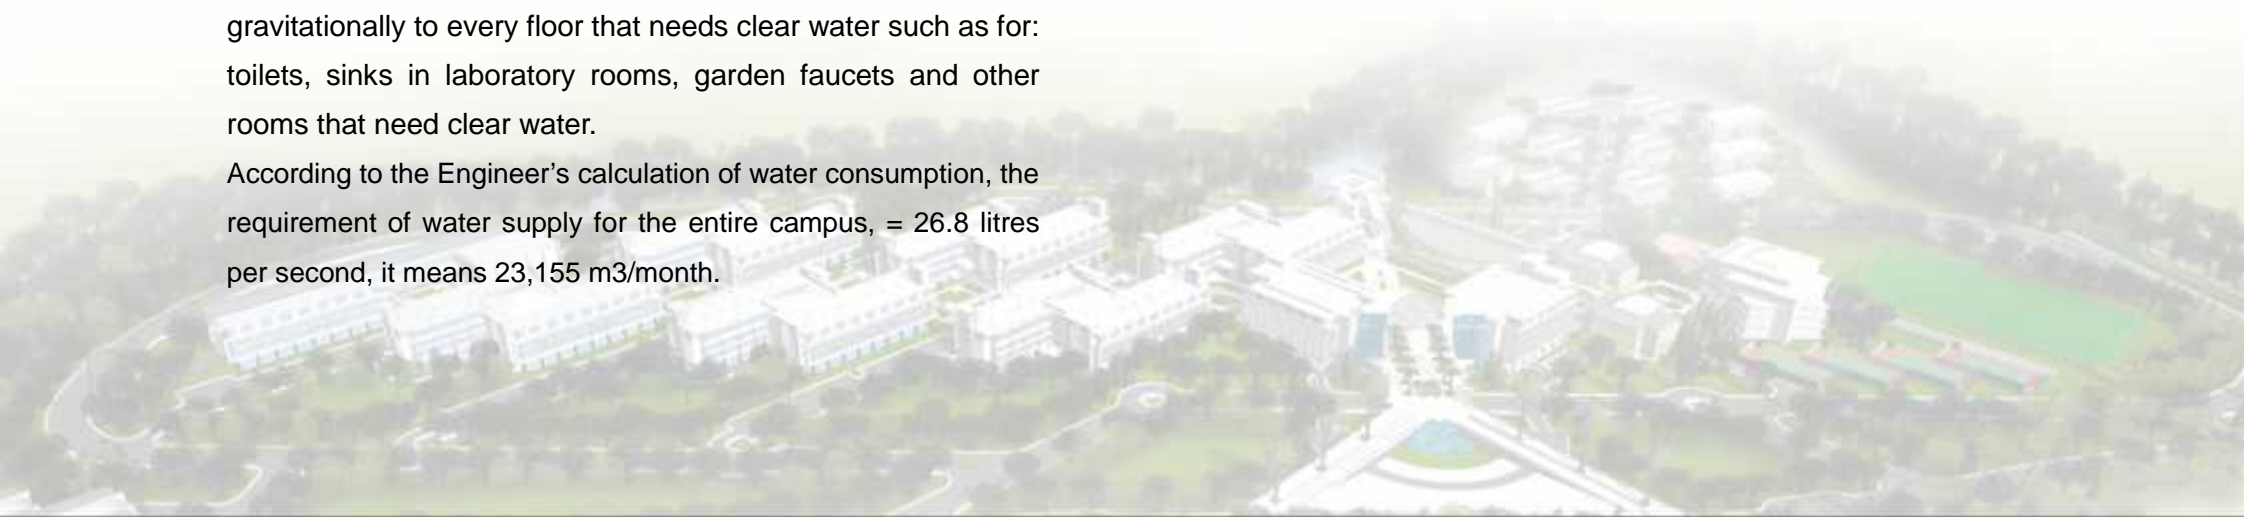 gravitationally to every floor that needs clear water such as for:
toilets, sinks in laboratory rooms, garden faucets and other
rooms that need clear water.
According to the Engineer’s calculation of water consumption, the
requirement of water supply for the entire campus, = 26.8 litres
per second, it means 23,155 m3/month.